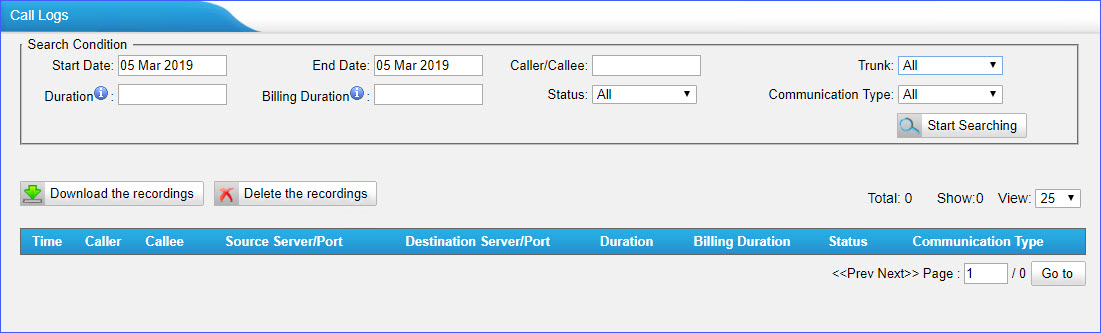 Call Logs
Search Condition
Start Date: 05 Mar 2019 End Date: 05 Mar 2019 Caller/Callee: Trunk: All
Duration i : Billing Duration i : Status: All Communication Type: All
Start Searching
Download the recordings Delete the recordings Total: 0 Show:0 View: 25
Time Caller Callee Source Server/Port Destination Server/Port Duration Billing Duration Status Communication Type
<<Prev Next>> Page : 1 / 0 Go to